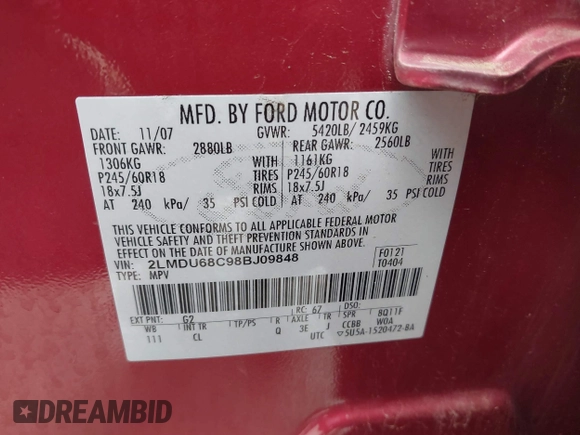 MFD. BY FORD MOTOR CO.
DATE: 11/07 GVWR: 5420LB/ 2459KG
FRONT GAWR: 2880LB REAR GAWR: 2560LB
1306KG WITH 1161KG WITH
P245/60R18 TIRES P245/60R18 TIRES
18x7.5J RIMS 18x7.5J RIMS
AT 240 kPa/ 35 PSI COLD AT 240 kPa/ 35 PSI COLD
THIS VEHICLE CONFORMS TO ALL APPLICABLE FEDERAL MOTOR
VEHICLE SAFETY AND THEFT PREVENTION STANDARDS IN
EFFECT ON THE DATE OF MANUFACTURE SHOWN ABOVE.
VIN: 2LMDU68C98BJ09848 F0121
TYPE: MPV T0404
EXT PNT: G2 RC: 62 DSO:
WB INT TR TP/PS R AXLE TR SPR 8Q11F
111 CL Q 3E J CCBB W0A
UTC ▽5U5A-1520472-BA
DREAMBID